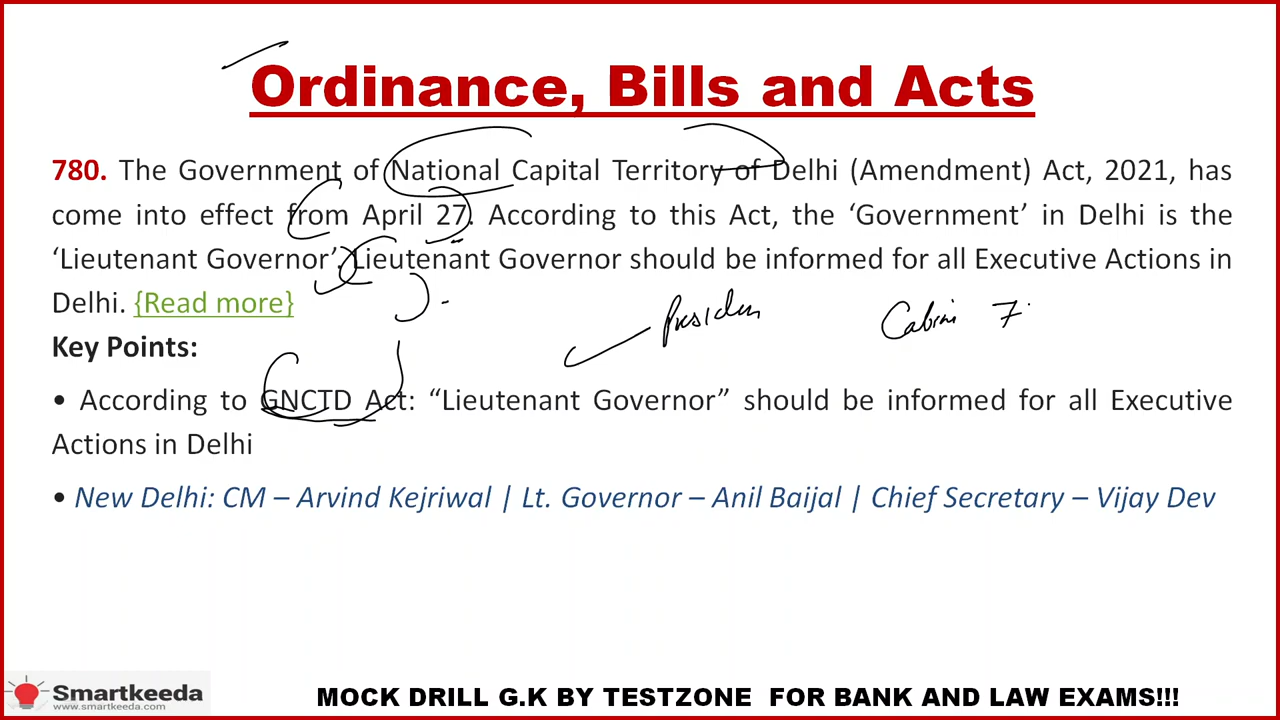 Ordinance, Bills and Acts
780. The Government of National Capital Territory of Delhi (Amendment) Act, 2021, has
come into effect from April 27. According to this Act, the ‘Government’ in Delhi is the
‘Lieutenant Governor’. Lieutenant Governor should be informed for all Executive Actions in
Delhi. {Read more}
Key Points:
• According to GNCTD Act: “Lieutenant Governor” should be informed for all Executive
Actions in Delhi
• New Delhi: CM – Arvind Kejriwal | Lt. Governor – Anil Baijal | Chief Secretary – Vijay Dev
Smartkeeda
www.smartkeeda.com
MOCK DRILL G.K BY TESTZONE FOR BANK AND LAW EXAMS!!!